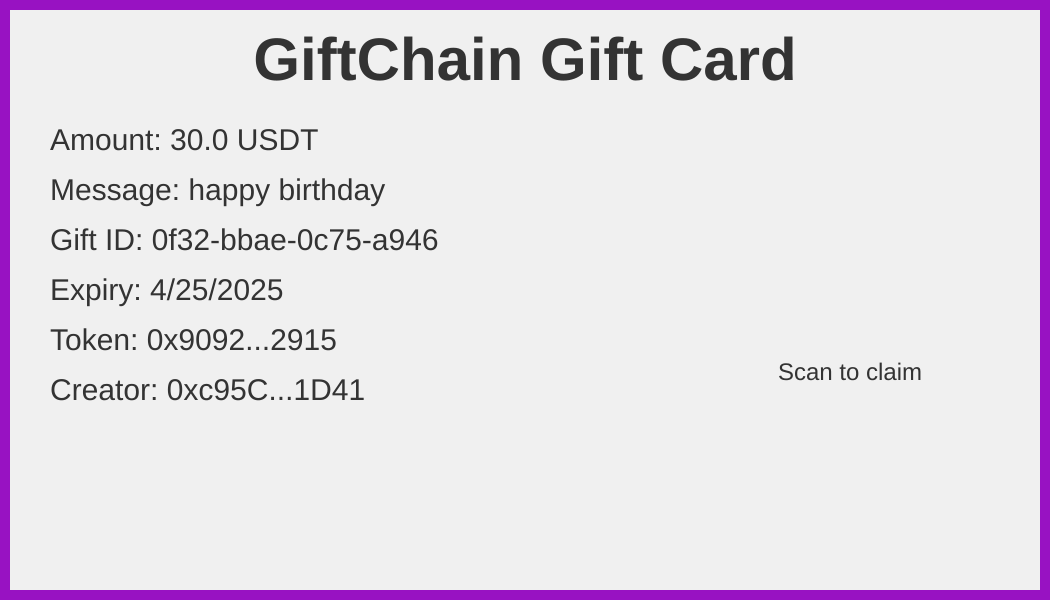 GiftChain Gift Card
Amount: 30.0 USDT
Message: happy birthday
Gift ID: 0f32-bbae-0c75-a946
Expiry: 4/25/2025
Token: 0x9092...2915
Scan to claim
Creator: 0xc95C...1D41